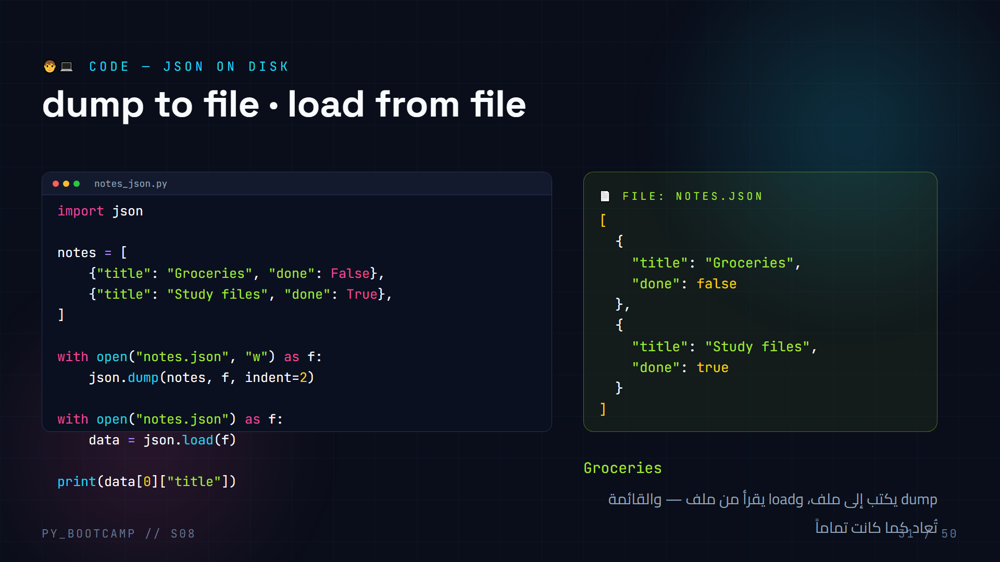 CODE — JSON ON DISK
dump to file · load from file
notes_json.py
import json
notes = [
    {"title": "Groceries", "done": False},
    {"title": "Study files", "done": True},
]
with open("notes.json", "w") as f:
    json.dump(notes, f, indent=2)
with open("notes.json") as f:
    data = json.load(f)
print(data[0]["title"])
FILE: NOTES.JSON
[
  {
    "title": "Groceries",
    "done": false
  },
  {
    "title": "Study files",
    "done": true
  }
]
Groceries
dump يكتب إلى ملف، وload يقرأ من ملف — والقائمة
تُعاد كما كانت تماماً
PY_BOOTCAMP // S08
31 / 50